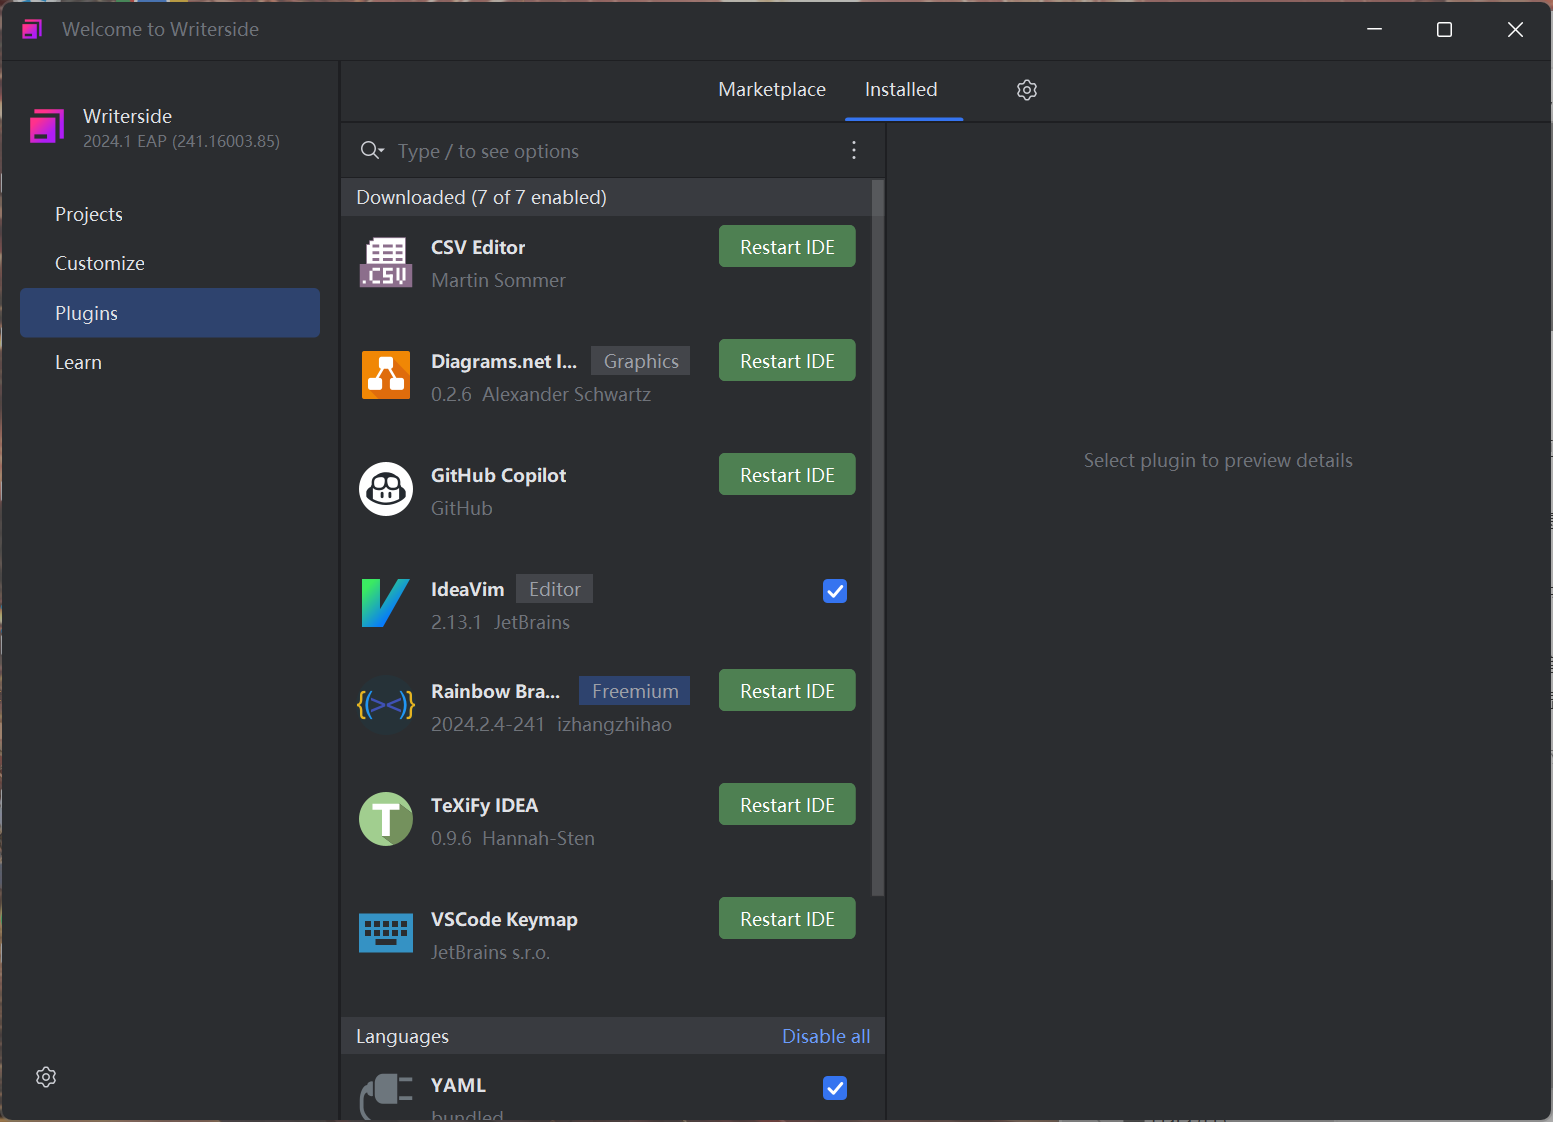 Welcome to Writerside
Writerside
2024.1 EAP (241.16003.85)
Projects
Customize
Plugins
Learn
Marketplace
Installed
Type / to see options
Downloaded (7 of 7 enabled)
.CSV
CSV Editor
Restart IDE
Martin Sommer
Diagrams.net I...
Graphics
Restart IDE
0.2.6 Alexander Schwartz
GitHub Copilot
Restart IDE
GitHub
IdeaVim
Editor
2.13.1 JetBrains
Rainbow Bra...
Freemium
Restart IDE
2024.2.4-241 izhangzhihao
T
TeXiFy IDEA
Restart IDE
0.9.6 Hannah-Sten
VSCode Keymap
Restart IDE
JetBrains s.r.o.
Languages
Disable all
YAML
bundled
Select plugin to preview details